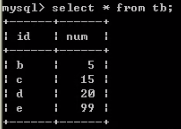 mysql> select * from tb;
+------+------+
| id   | num  |
+------+------+
| b    |    5 |
| c    |   15 |
| d    |   20 |
| e    |   99 |
+------+------+